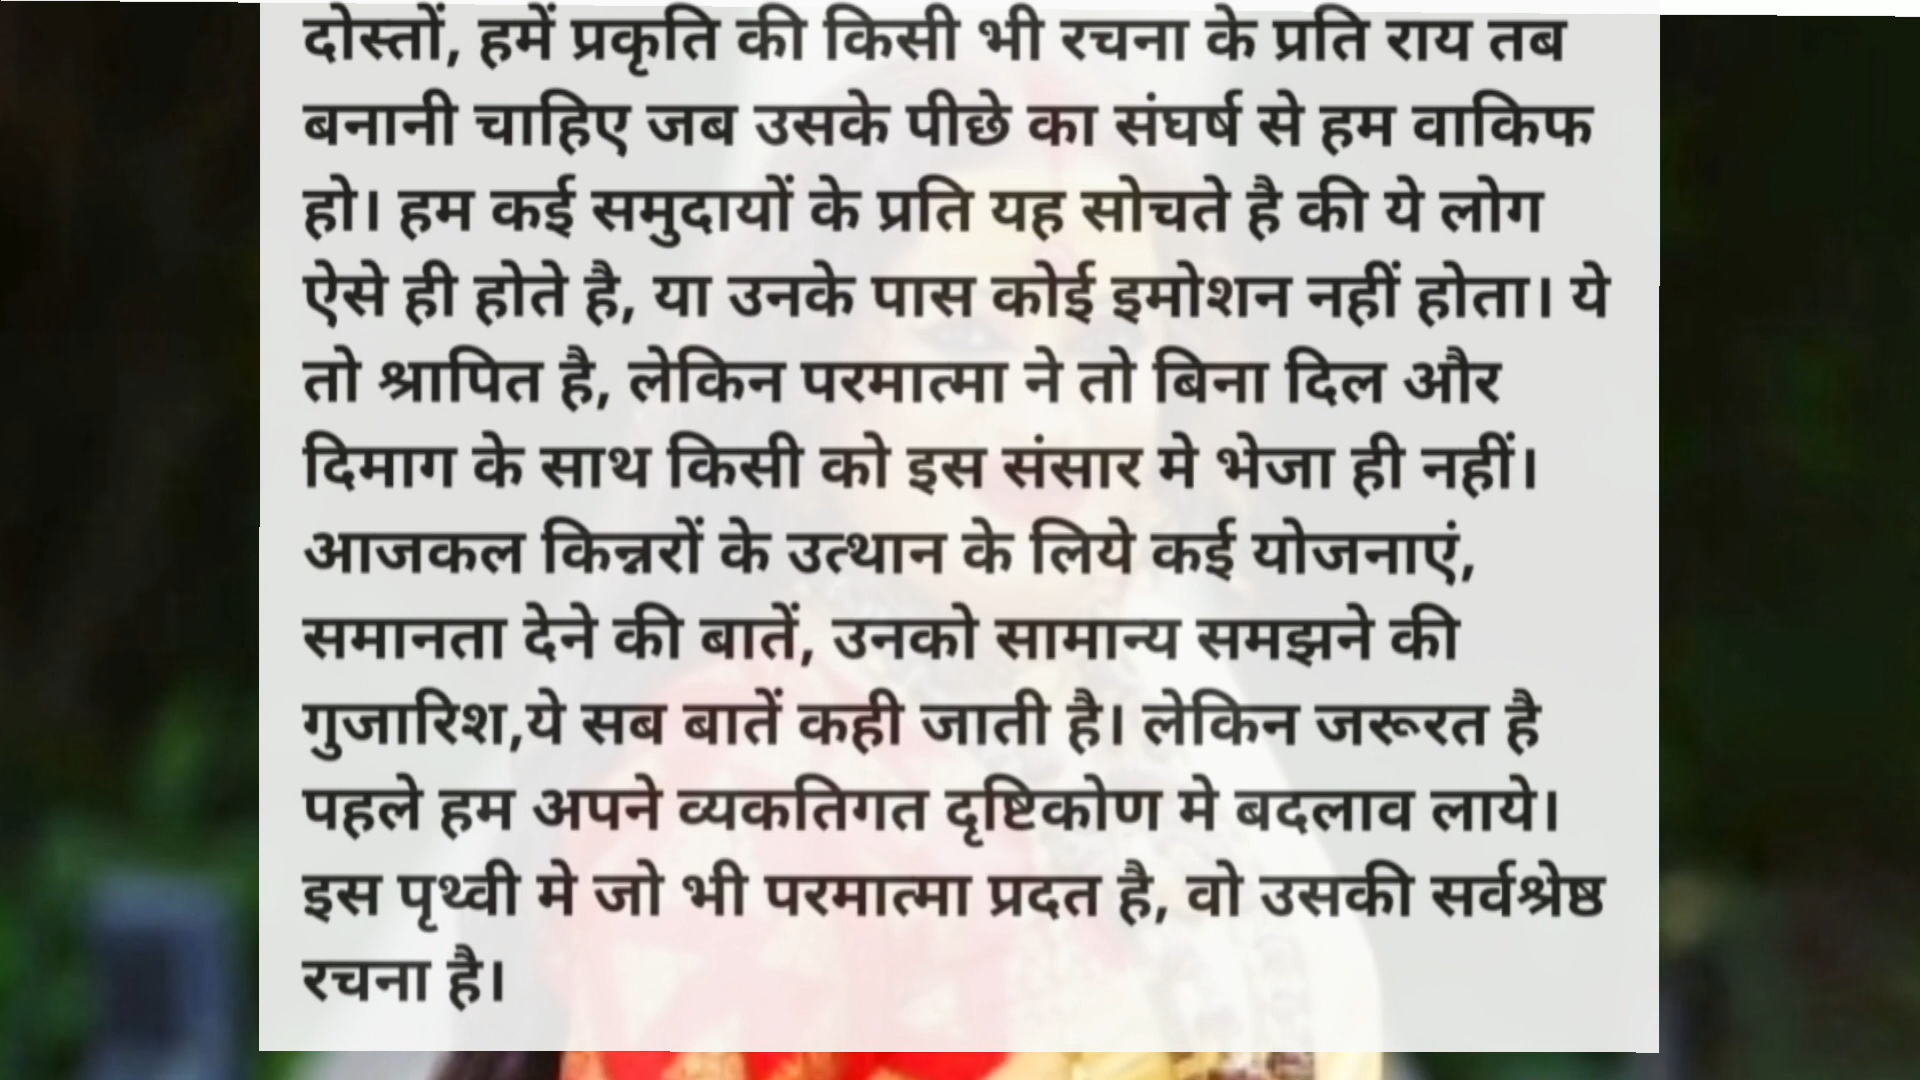 दोस्तों, हमें प्रकृति की किसी भी रचना के प्रति राय तब
बनानी चाहिए जब उसके पीछे का संघर्ष से हम वाकिफ
हो। हम कई समुदायों के प्रति यह सोचते है की ये लोग
ऐसे ही होते है, या उनके पास कोई इमोशन नहीं होता। ये
तो श्रापित है, लेकिन परमात्मा ने तो बिना दिल और
दिमाग के साथ किसी को इस संसार मे भेजा ही नहीं।
आजकल किन्नरों के उत्थान के लिये कई योजनाएं,
समानता देने की बातें, उनको सामान्य समझने की
गुजारिश,ये सब बातें कही जाती है। लेकिन जरूरत है
पहले हम अपने व्यकतिगत दृष्टिकोण मे बदलाव लाये।
इस पृथ्वी मे जो भी परमात्मा प्रदत है, वो उसकी सर्वश्रेष्ठ
रचना है।